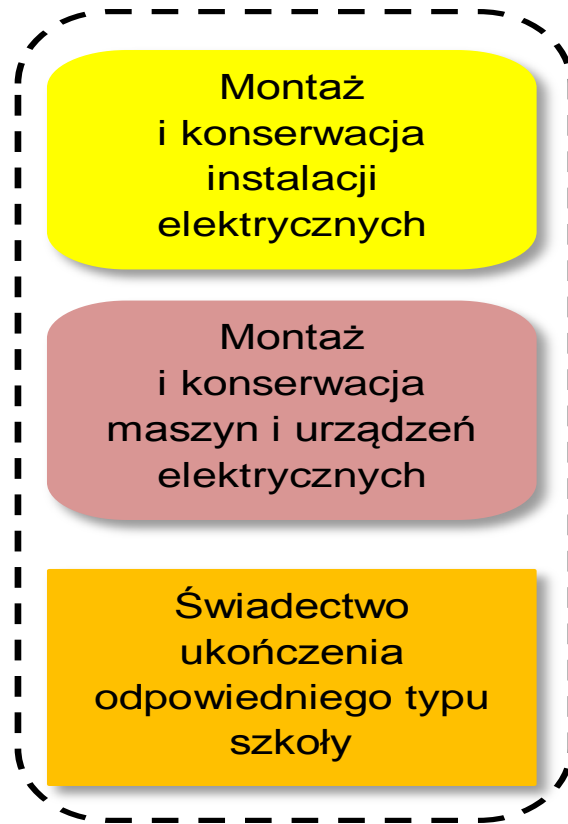 Montaż
i konserwacja
instalacji
elektrycznych
Montaż
i konserwacja
maszyn i urządzeń
elektrycznych
Świadectwo
ukończenia
odpowiedniego typu
szkoły